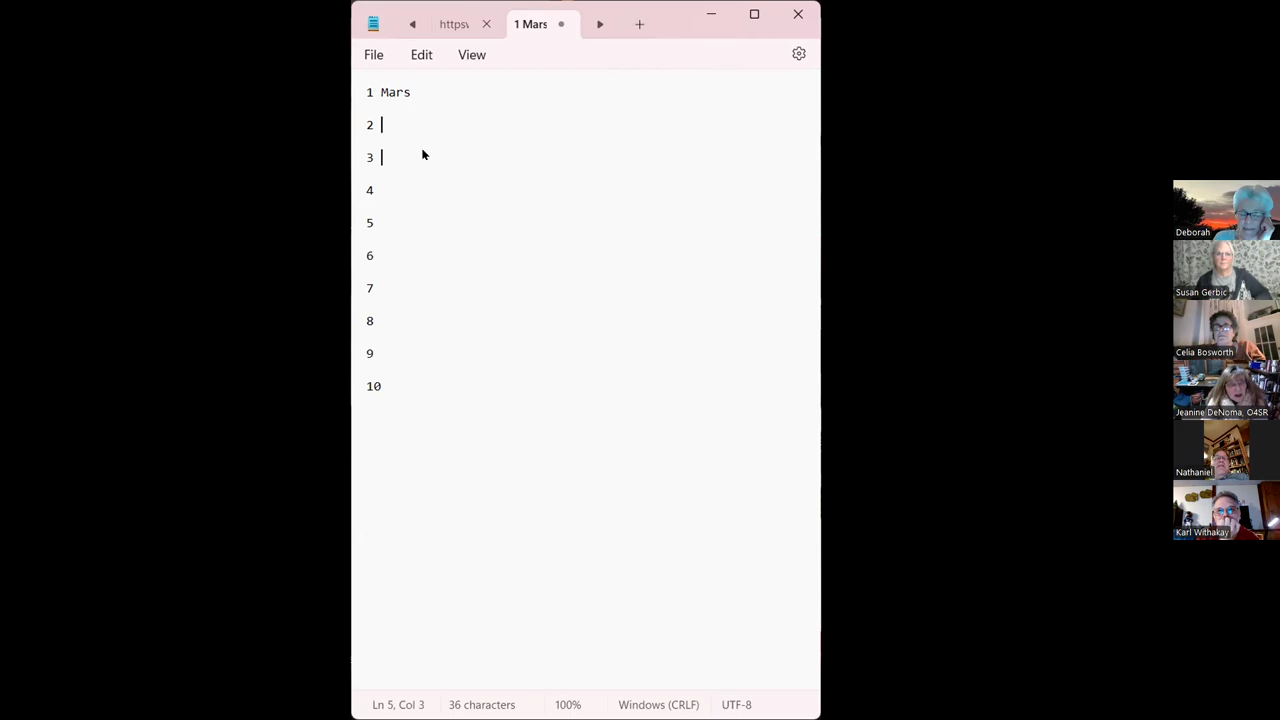 httpsv
1 Mars
File Edit View
1 Mars
2
3
4
5
6
7
8
9
10
Ln 5, Col 3 36 characters 100% Windows (CRLF) UTF-8
Deborah
Susan Gerbic
Celia Bosworth
Jeanine DeNoma, O4SR
Nathaniel
Karl Withakay